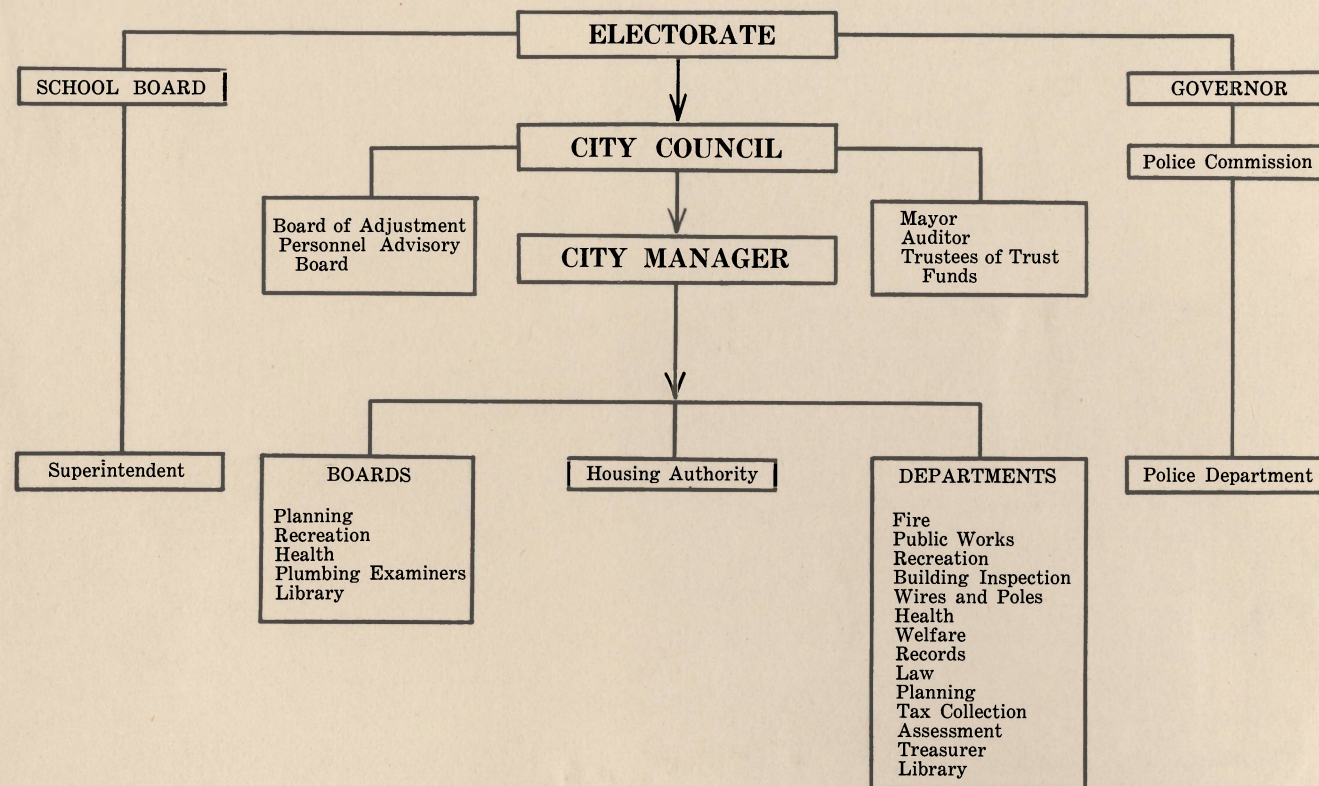 ELECTORATE
SCHOOL BOARD
GOVERNOR
CITY COUNCIL
Police Commission
Board of Adjustment
Personnel Advisory
Board
Mayor
Auditor
Trustees of Trust
Funds
CITY MANAGER
Superintendent
BOARDS
Planning
Recreation
Health
Plumbing Examiners
Library
Housing Authority
DEPARTMENTS
Fire
Public Works
Recreation
Building Inspection
Wires and Poles
Health
Welfare
Records
Law
Planning
Tax Collection
Assessment
Treasurer
Library
Police Department